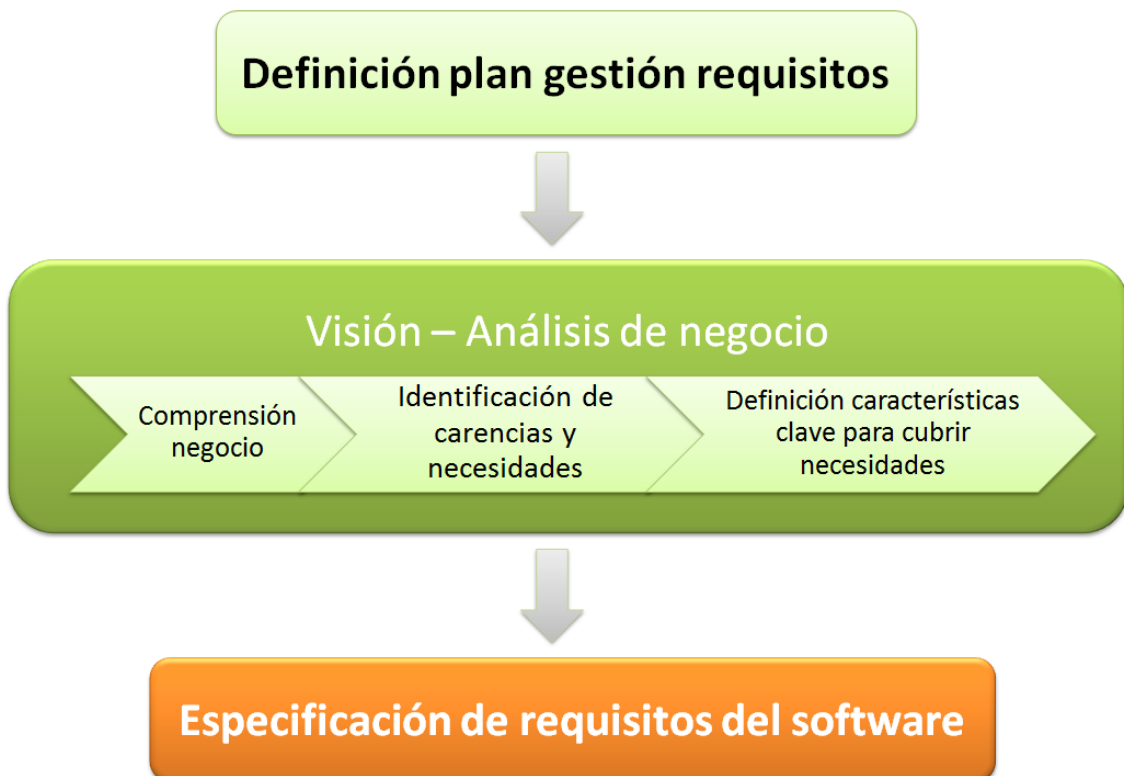 Definición plan gestión requisitos
Visión – Análisis de negocio
Comprensión
negocio
Identificación de
carencias y
necesidades
Definición características
clave para cubrir
necesidades
Especificación de requisitos del software